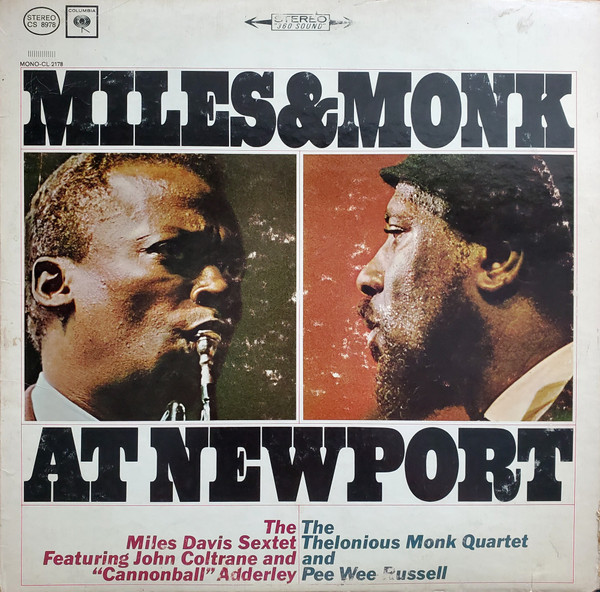 STEREO
CS 8978
COLUMBIA
STEREO
"360 SOUND"
MONO-CL 2178
MILES&MONK
AT NEWPORT
The
Miles Davis Sextet
Featuring John Coltrane and
"Cannonball" Adderley
The
Thelonious Monk Quartet
and
Pee Wee Russell